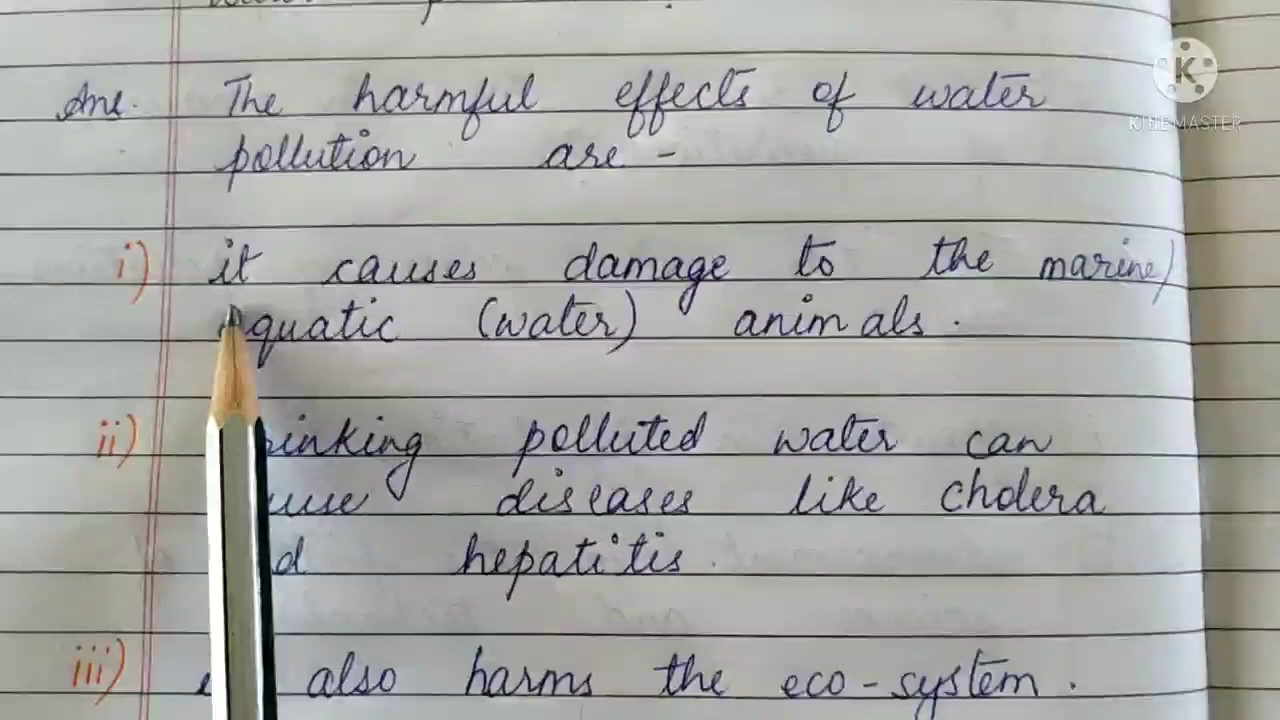 Ans. The harmful effects of water
pollution are -
i) it causes damage to the marine/
aquatic (water) animals.
ii) inking polluted water can
use diseases like cholera
d hepatitis.
iii) also harms the eco-system.
KINEMASTER